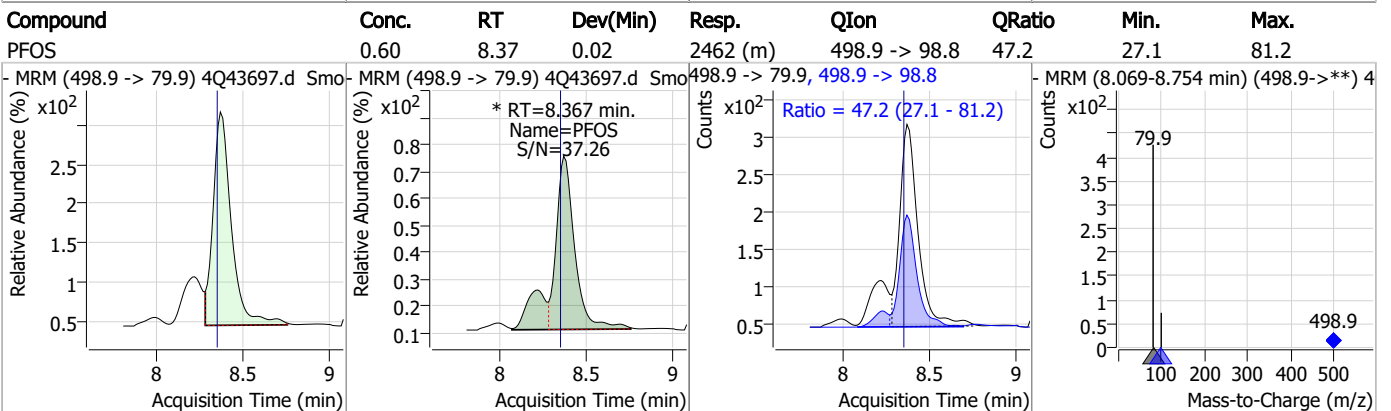 Compound Conc. RT Dev(Min) Resp. QIon QRatio Min. Max.
PFOS 0.60 8.37 0.02 2462 (m) 498.9 -> 98.8 47.2 27.1 81.2
- MRM (498.9 -> 79.9) 4Q43697.d Smo
Relative Abundance (%)
x10²
2.5
2
1.5
1
0.5
8 8.5 9
Acquisition Time (min)
- MRM (498.9 -> 79.9) 4Q43697.d Smo
Relative Abundance (%)
x10²
* RT=8.367 min.
Name=PFOS
S/N=37.26
0.8
0.7
0.6
0.5
0.4
0.3
0.2
0.1
8 8.5 9
Acquisition Time (min)
498.9 -> 79.9, 498.9 -> 98.8
Counts
x10²
Ratio = 47.2 (27.1 - 81.2)
3
2.5
2
1.5
1
0.5
8 8.5 9
Acquisition Time (min)
- MRM (8.069-8.754 min) (498.9->**) 4
Counts
x10²
79.9
4
3.5
3
2.5
2
1.5
1
0.5
0
498.9
100 200 300 400 500
Mass-to-Charge (m/z)